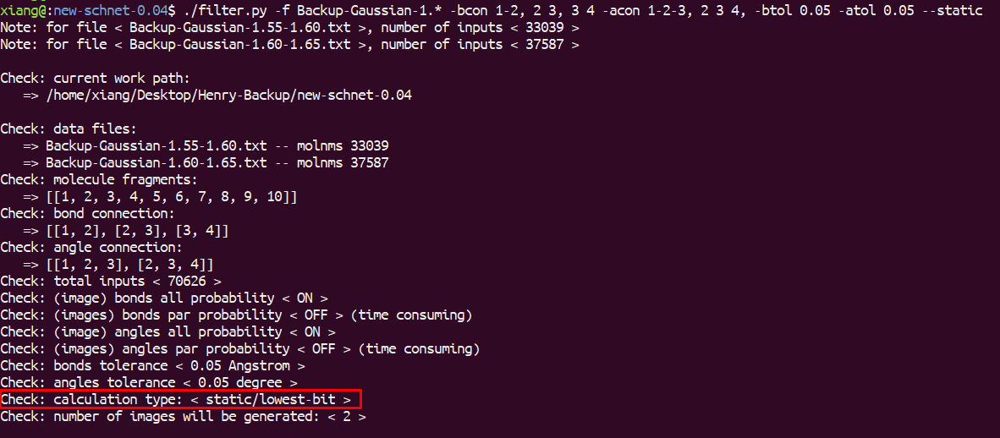 xiang@:new-schnet-0.04$ ./filter.py -f Backup-Gaussian-1.* -bcon 1-2, 2 3, 3 4 -acon 1-2-3, 2 3 4, -btol 0.05 -atol 0.05 --static
Note: for file < Backup-Gaussian-1.55-1.60.txt >, number of inputs < 33039 >
Note: for file < Backup-Gaussian-1.60-1.65.txt >, number of inputs < 37587 >
Check: current work path:
=> /home/xiang/Desktop/Henry-Backup/new-schnet-0.04
Check: data files:
=> Backup-Gaussian-1.55-1.60.txt -- molnms 33039
=> Backup-Gaussian-1.60-1.65.txt -- molnms 37587
Check: molecule fragments:
=> [[1, 2, 3, 4, 5, 6, 7, 8, 9, 10]]
Check: bond connection:
=> [[1, 2], [2, 3], [3, 4]]
Check: angle connection:
=> [[1, 2, 3], [2, 3, 4]]
Check: total inputs < 70626 >
Check: (image) bonds all probability < ON >
Check: (images) bonds par probability < OFF > (time consuming)
Check: (image) angles all probability < ON >
Check: (images) angles par probability < OFF > (time consuming)
Check: bonds tolerance < 0.05 Angstrom >
Check: angles tolerance < 0.05 degree >
Check: calculation type: < static/lowest-bit >
Check: number of images will be generated: < 2 >